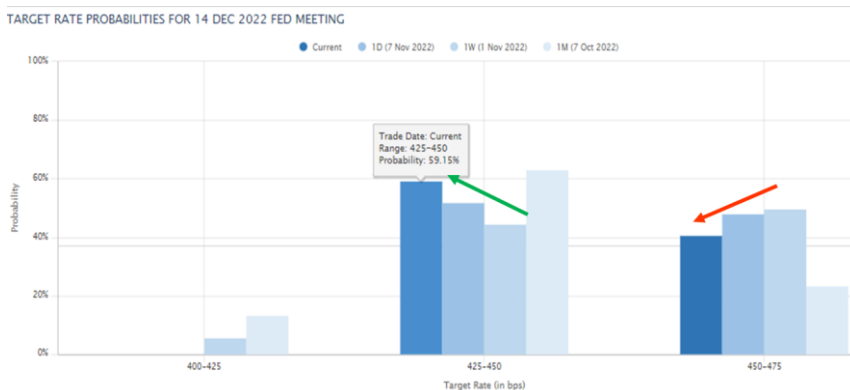 TARGET RATE PROBABILITIES FOR 14 DEC 2022 FED MEETING
Current 1D (7 Nov 2022) 1W (1 Nov 2022) 1M (7 Oct 2022)
100%
80%
60%
40%
20%
0%
Probability
Trade Date: Current
Range: 425-450
Probability: 59.15%
400-425 425-450 450-475
Target Rate (in bps)